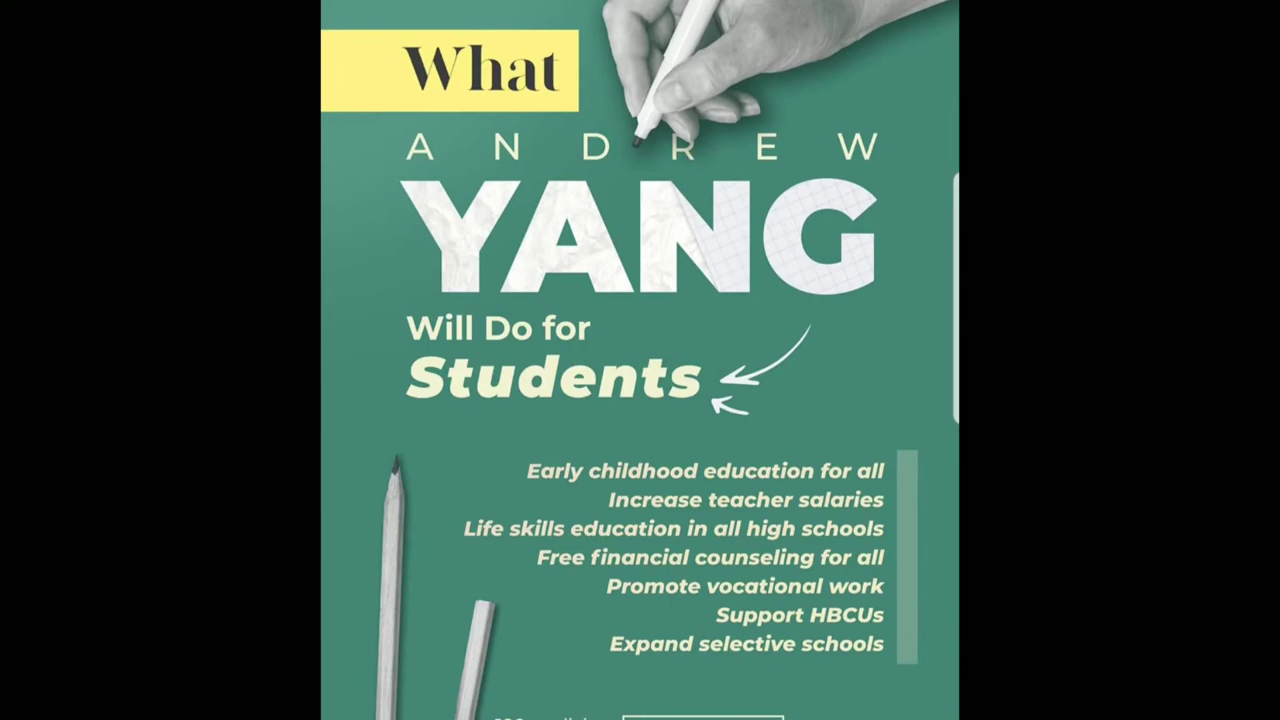 What
ANDREW
YANG
Will Do for
Students
Early childhood education for all
Increase teacher salaries
Life skills education in all high schools
Free financial counseling for all
Promote vocational work
Support HBCUs
Expand selective schools